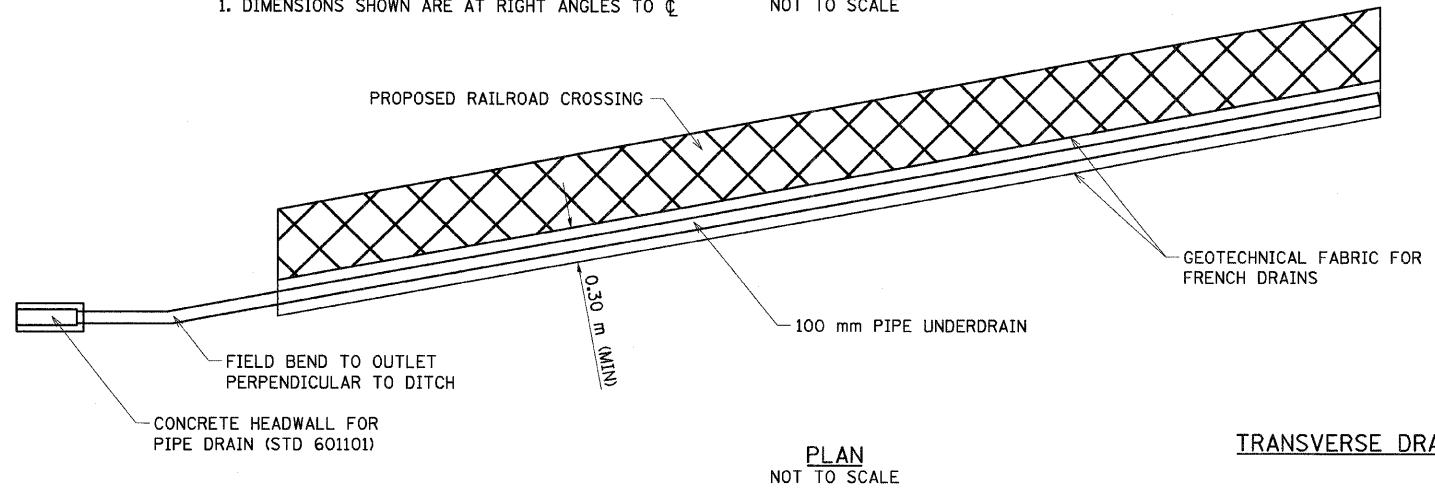 1. DIMENSIONS SHOWN ARE AT RIGHT ANGLES TO ℄
NOT TO SCALE
PROPOSED RAILROAD CROSSING
GEOTECHNICAL FABRIC FOR
FRENCH DRAINS
0.30 m (MIN)
100 mm PIPE UNDERDRAIN
FIELD BEND TO OUTLET
PERPENDICULAR TO DITCH
CONCRETE HEADWALL FOR
PIPE DRAIN (STD 601101)
PLAN
NOT TO SCALE
TRANSVERSE